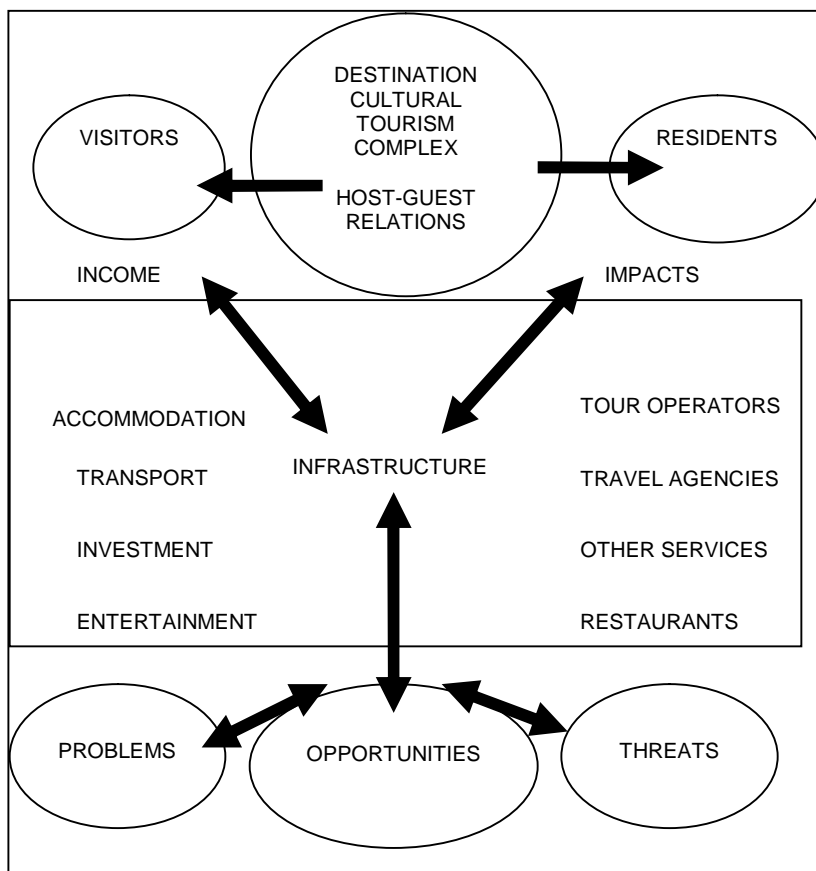 DESTINATION
CULTURAL
TOURISM
COMPLEX
HOST-GUEST
RELATIONS
VISITORS
RESIDENTS
INCOME
IMPACTS
ACCOMMODATION
TRANSPORT
INVESTMENT
ENTERTAINMENT
INFRASTRUCTURE
TOUR OPERATORS
TRAVEL AGENCIES
OTHER SERVICES
RESTAURANTS
PROBLEMS
OPPORTUNITIES
THREATS